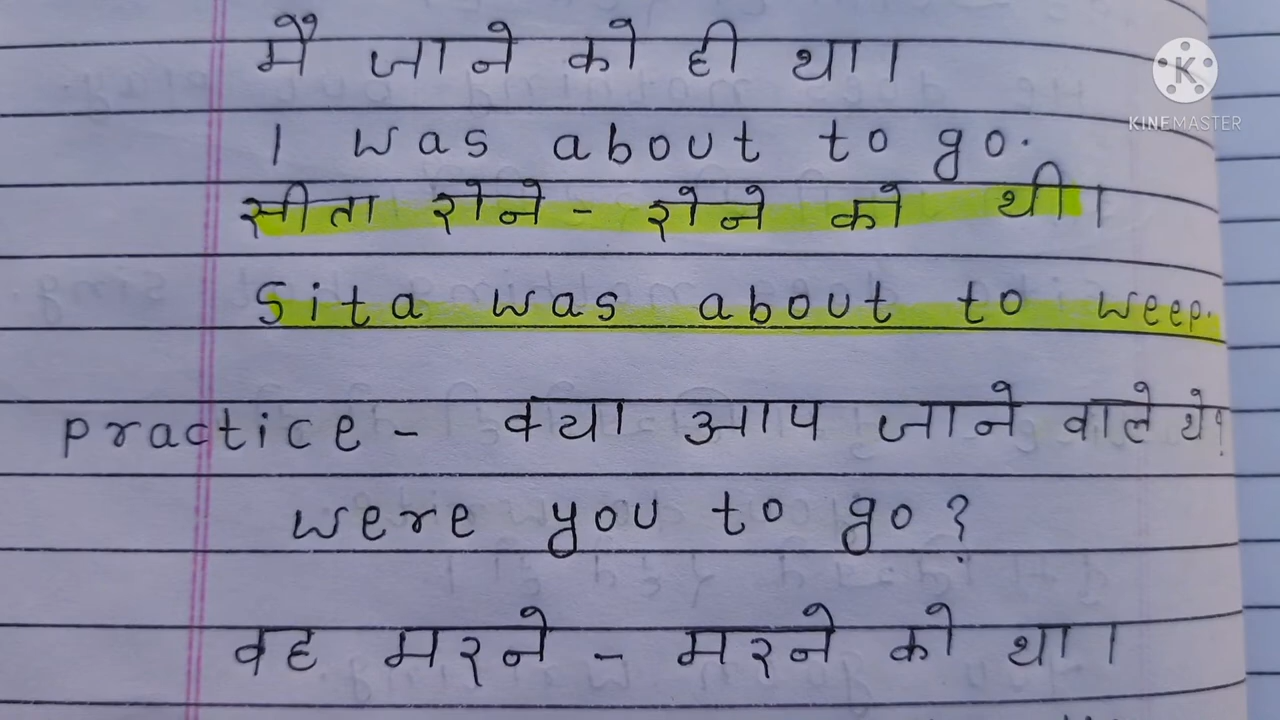 मैं जाने को ही था।
I was about to go.
सीता रोने - रोने को थी।
Sita was about to weep.
practice - क्या आप जाने वाले थे?
were you to go?
वह मरने - मरने को था।
KINEMASTER